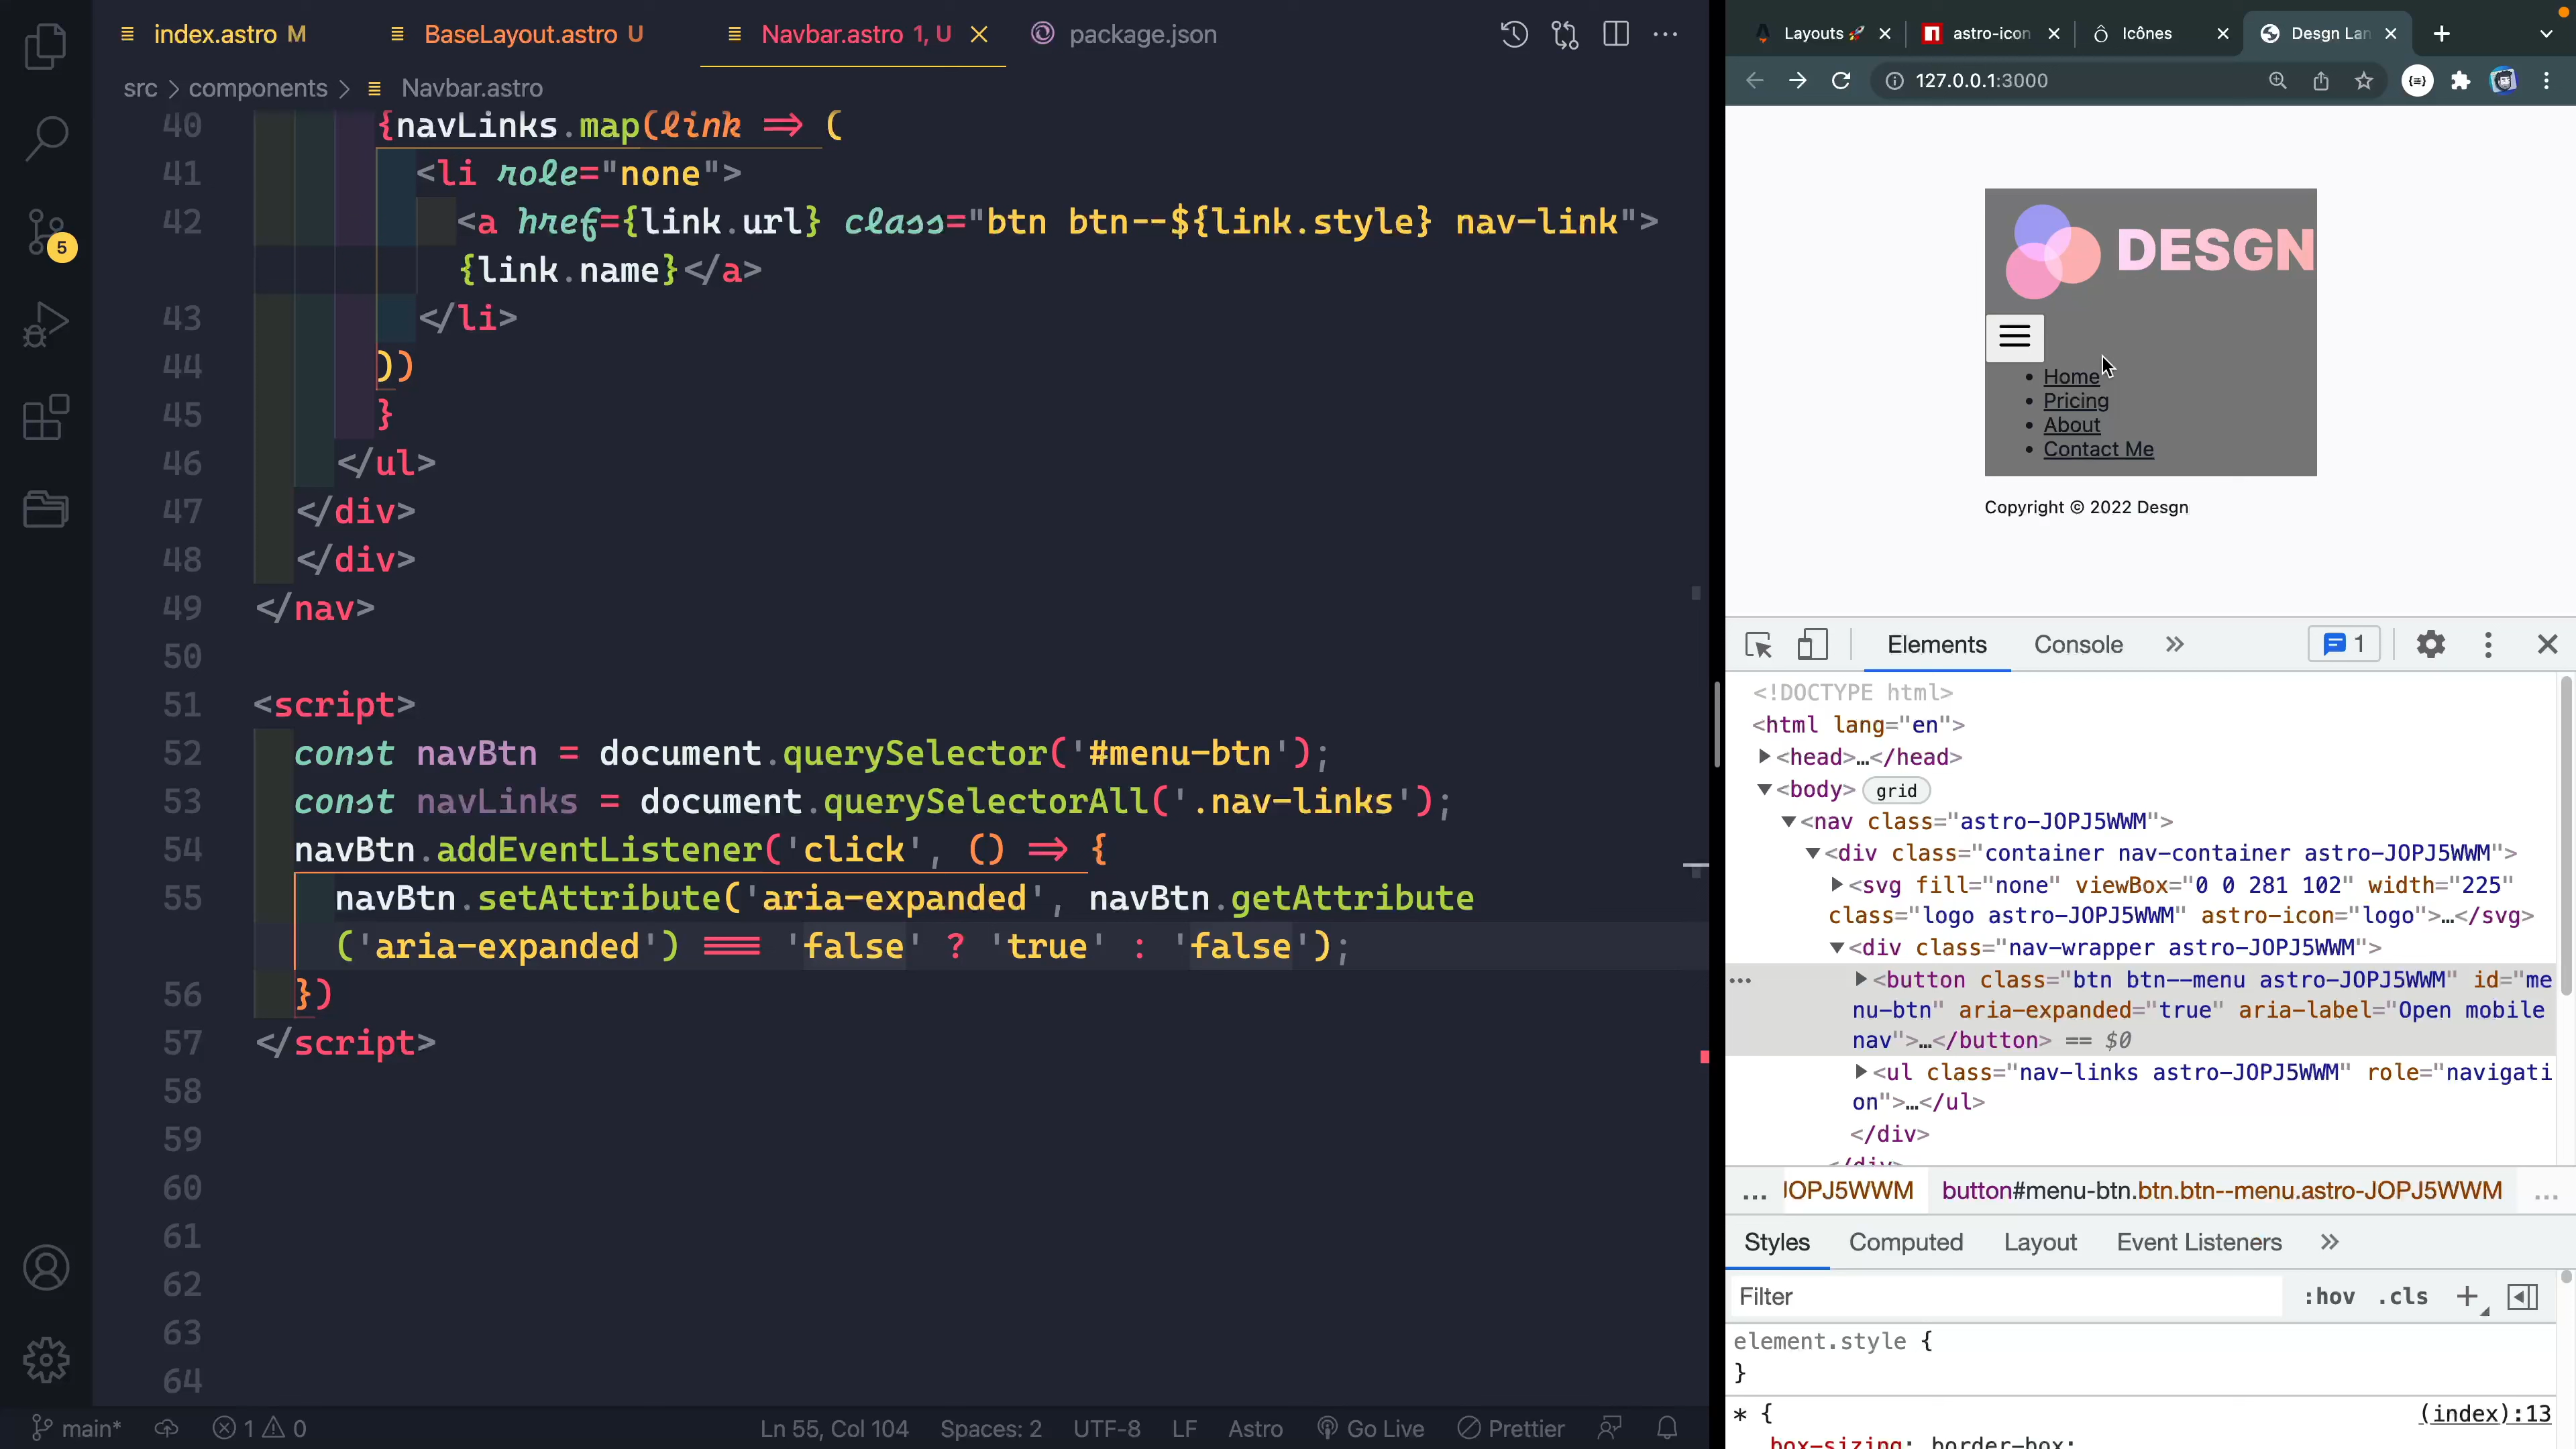 index.astro M
BaseLayout.astro U
Navbar.astro 1, U
package.json
src > components > Navbar.astro
40 {navLinks.map(link => (
41 <li role="none">
42 <a href={link.url} class="btn btn--${link.style} nav-link">
{link.name}</a>
43 </li>
44 ))
45 }
46 </ul>
47 </div>
48 </div>
49 </nav>
50
51 <script>
52 const navBtn = document.querySelector('#menu-btn');
53 const navLinks = document.querySelectorAll('.nav-links');
54 navBtn.addEventListener('click', () => {
55 navBtn.setAttribute('aria-expanded', navBtn.getAttribute
('aria-expanded') === 'false' ? 'true' : 'false');
56 })
57 </script>
58
59
60
61
62
63
64
5
main*
1 0
Ln 55, Col 104
Spaces: 2
UTF-8
LF
Astro
Go Live
Prettier
Layouts 🚀
astro-icon
Icônes
Desgn Lan
127.0.0.1:3000
DESGN
• Home
• Pricing
• About
• Contact Me
Copyright © 2022 Desgn
Elements
Console
1
<!DOCTYPE html>
<html lang="en">
<head>…</head>
<body> grid
<nav class="astro-JOPJ5WWM">
<div class="container nav-container astro-JOPJ5WWM">
<svg fill="none" viewBox="0 0 281 102" width="225"
class="logo astro-JOPJ5WWM" astro-icon="logo">…</svg>
<div class="nav-wrapper astro-JOPJ5WWM">
<button class="btn btn--menu astro-JOPJ5WWM" id="me
nu-btn" aria-expanded="true" aria-label="Open mobile
nav">…</button> == $0
<ul class="nav-links astro-JOPJ5WWM" role="navigati
on">…</ul>
</div>
</div>
… JOPJ5WWM button#menu-btn.btn.btn--menu.astro-JOPJ5WWM …
Styles
Computed
Layout
Event Listeners
Filter
:hov .cls
element.style {
}
* {
(index):13
box-sizing: border-box;